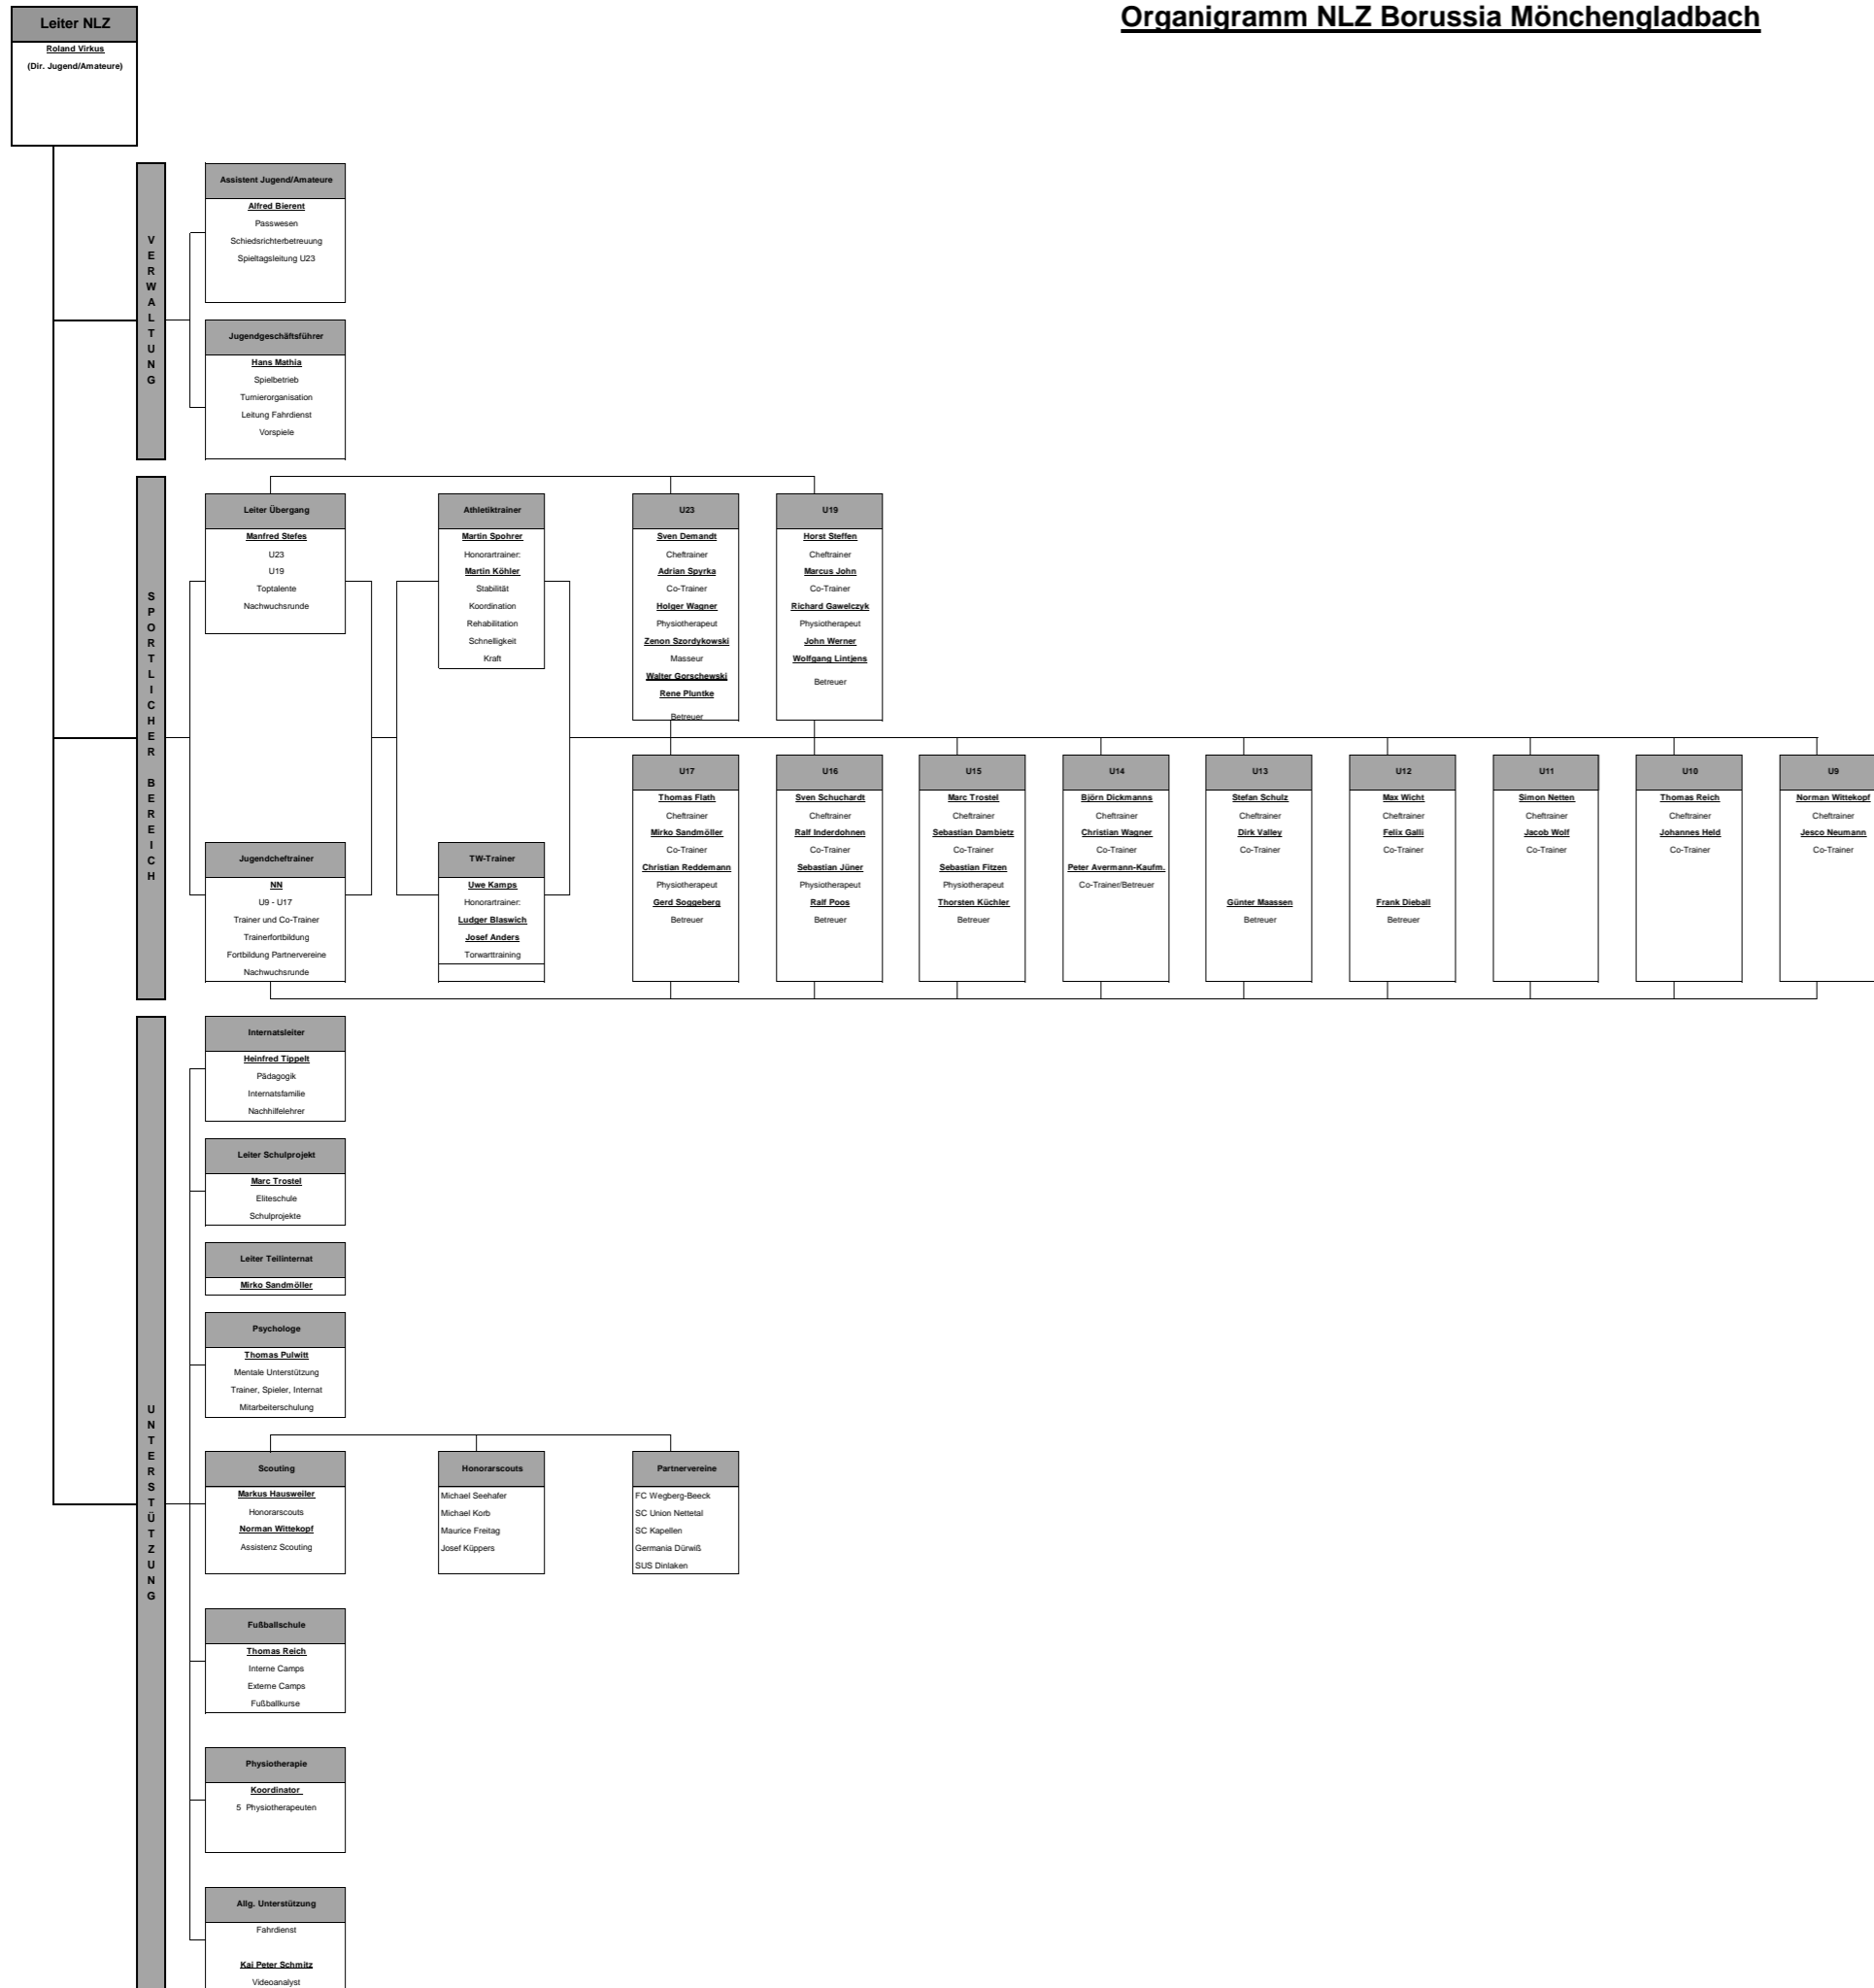 Organigramm NLZ Borussia Mönchengladbach
Leiter NLZ
Roland Virkus
(Dir. Jugend/Amateure)
VERWALTUNG
Assistent Jugend/Amateure
Alfred Bierent
Passwesen
Schiedsrichterbetreuung
Spieltagsleitung U23
Jugendgeschäftsführer
Hans Mathia
Spielbetrieb
Turnierorganisation
Leitung Fahrdienst
Vorspiele
SPORTLICHER BEREICH
Leiter Übergang
Manfred Stefes
U23
U19
Toptalente
Nachwuchsrunde
Athletiktrainer
Martin Spohrer
Honorartrainer:
Martin Köhler
Stabilität
Koordination
Rehabilitation
Schnelligkeit
Kraft
U23
Sven Demandt
Cheftrainer
Adrian Spyrka
Co-Trainer
Holger Wagner
Physiotherapeut
Zenon Szordykowski
Masseur
Walter Gorschewski
Rene Pluntke
Betreuer
U19
Horst Steffen
Cheftrainer
Marcus John
Co-Trainer
Richard Gawelczyk
Physiotherapeut
John Werner
Wolfgang Lintjens
Betreuer
Jugendcheftrainer
NN
U9 - U17
Trainer und Co-Trainer
Trainerfortbildung
Fortbildung Partnervereine
Nachwuchsrunde
TW-Trainer
Uwe Kamps
Honorartrainer:
Ludger Blaswich
Josef Anders
Torwarttraining
U17
Thomas Flath
Cheftrainer
Mirko Sandmöller
Co-Trainer
Christian Reddemann
Physiotherapeut
Gerd Soggeberg
Betreuer
U16
Sven Schuchardt
Cheftrainer
Ralf Inderdohnen
Co-Trainer
Sebastian Jüner
Physiotherapeut
Ralf Poos
Betreuer
U15
Marc Trostel
Cheftrainer
Sebastian Dambietz
Co-Trainer
Sebastian Fitzen
Physiotherapeut
Thorsten Küchler
Betreuer
U14
Björn Dickmanns
Cheftrainer
Christian Wagner
Co-Trainer
Peter Avermann-Kaufm.
Co-Trainer/Betreuer
U13
Stefan Schulz
Cheftrainer
Dirk Valley
Co-Trainer
Günter Maassen
Betreuer
U12
Max Wicht
Cheftrainer
Felix Galli
Co-Trainer
Frank Dieball
Betreuer
U11
Simon Netten
Cheftrainer
Jacob Wolf
Co-Trainer
U10
Thomas Reich
Cheftrainer
Johannes Held
Co-Trainer
U9
Norman Wittekopf
Cheftrainer
Jesco Neumann
Co-Trainer
UNTERSTÜTZUNG
Internatsleiter
Heinfred Tippelt
Pädagogik
Internatsfamilie
Nachhilfelehrer
Leiter Schulprojekt
Marc Trostel
Eliteschule
Schulprojekte
Leiter Teilinternat
Mirko Sandmöller
Psychologe
Thomas Pulwitt
Mentale Unterstützung
Trainer, Spieler, Internat
Mitarbeiterschulung
Scouting
Markus Hausweiler
Honorarscouts
Norman Wittekopf
Assistenz Scouting
Honorarscouts
Michael Seehafer
Michael Korb
Maurice Freitag
Josef Küppers
Partnervereine
FC Wegberg-Beeck
SC Union Nettetal
SC Kapellen
Germania Dürwiß
SUS Dinlaken
Fußballschule
Thomas Reich
Interne Camps
Externe Camps
Fußballkurse
Physiotherapie
Koordinator
5 Physiotherapeuten
Allg. Unterstützung
Fahrdienst
Kai Peter Schmitz
Videoanalyst